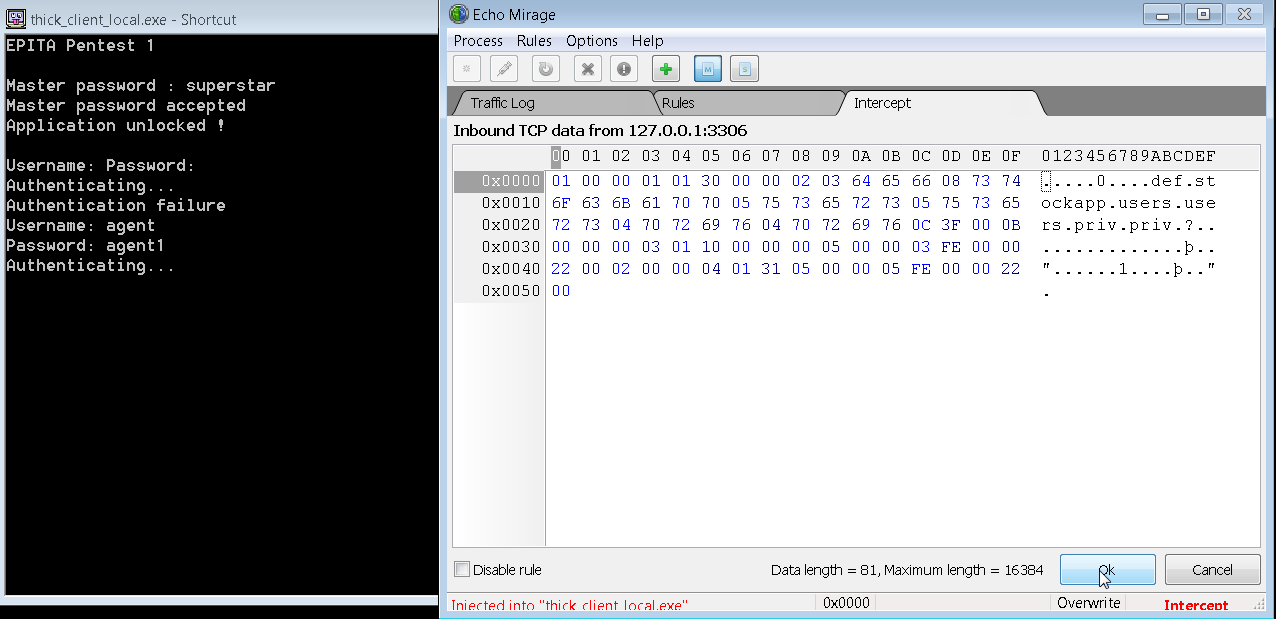 thick_client_local.exe - Shortcut
EPITA Pentest 1
Master password : superstar
Master password accepted
Application unlocked !
Username: Password:
Authenticating...
Authentication failure
Username: agent
Password: agent1
Authenticating...
Echo Mirage
Process Rules Options Help
M S
Traffic Log Rules Intercept
Inbound TCP data from 127.0.0.1:3306
00 01 02 03 04 05 06 07 08 09 0A 0B 0C 0D 0E 0F 0123456789ABCDEF
0x0000 01 00 00 01 01 30 00 00 02 03 64 65 66 08 73 74 .....0....def.st
0x0010 6F 63 6B 61 70 70 05 75 73 65 72 73 05 75 73 65 ockapp.users.use
0x0020 72 73 04 70 72 69 76 04 70 72 69 76 0C 3F 00 0B rs.priv.priv.?..
0x0030 00 00 00 03 01 10 00 00 00 05 00 00 03 FE 00 00 .............þ..
0x0040 22 00 02 00 00 04 01 31 05 00 00 05 FE 00 00 22 "......1....þ.."
0x0050 00 .
Disable rule Data length = 81, Maximum length = 16384 Ok Cancel
Injected into "thick_client_local.exe" 0x0000 Overwrite Intercept